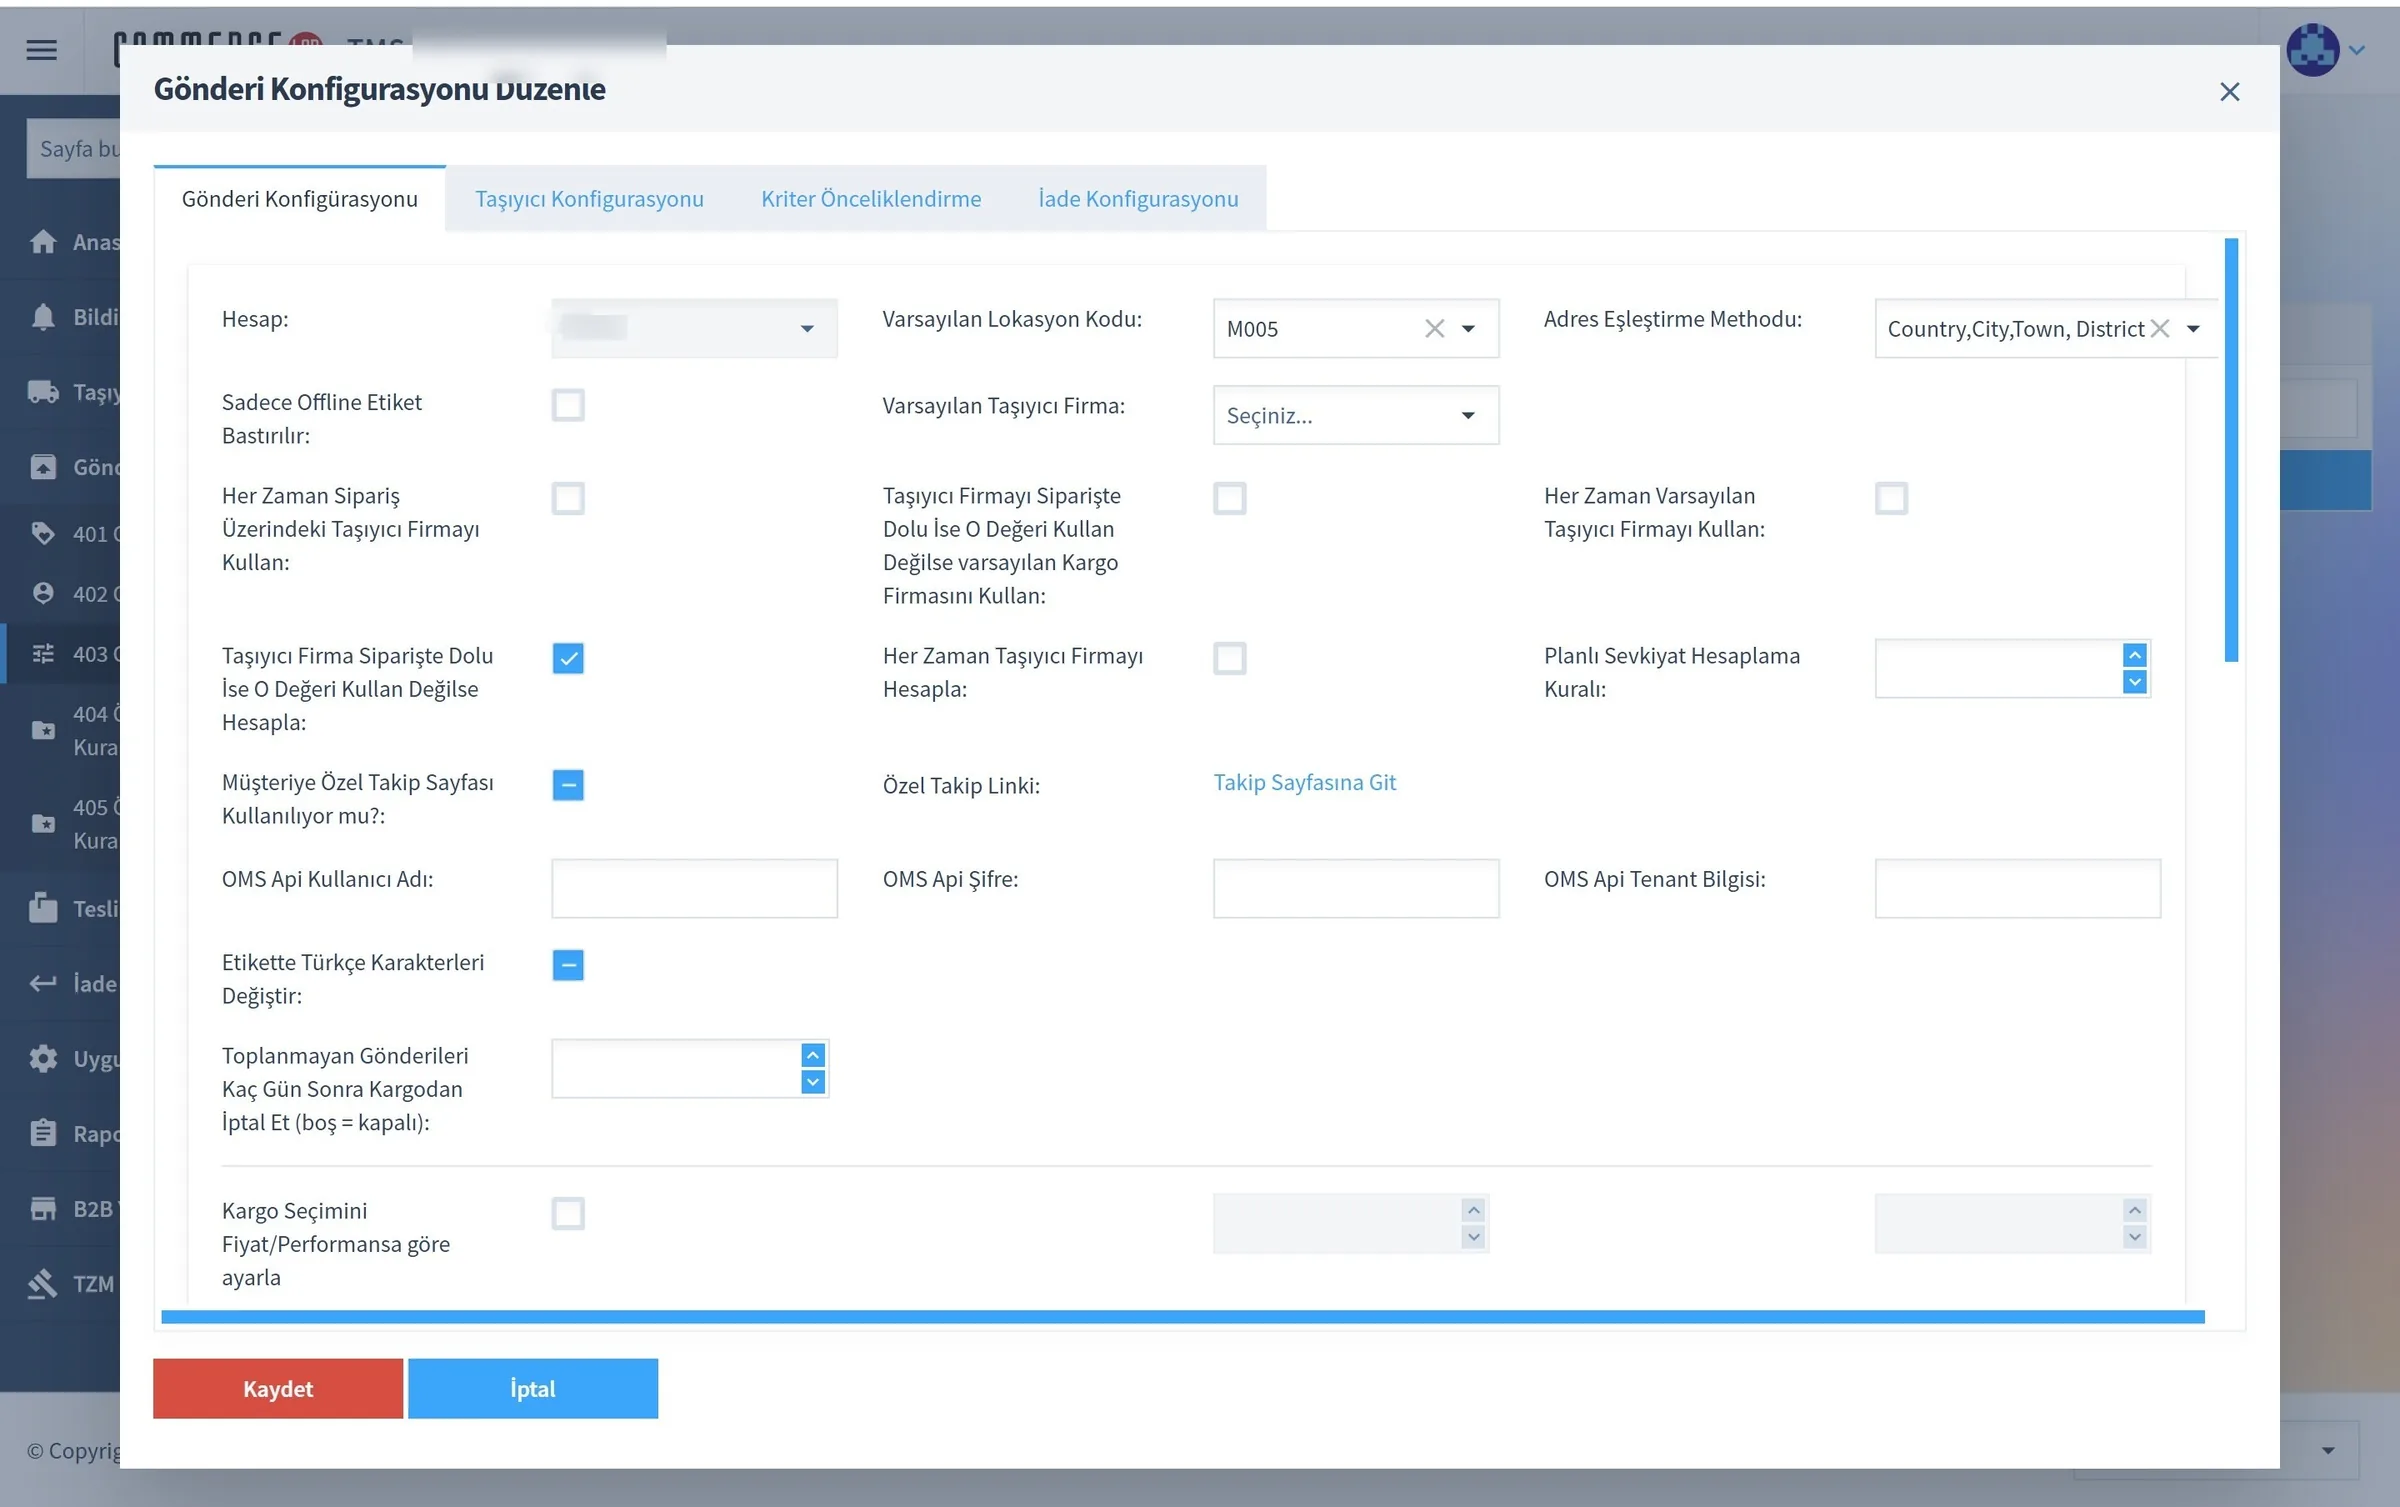 Gönderi Konfigurasyonu Düzenle
Sayfa bu
Gönderi Konfigürasyonu
Taşıyıcı Konfigurasyonu
Kriter Önceliklendirme
İade Konfigurasyonu
Anas
Bildi
Taşıy
Gönd
401
402
403
404
Kura
405
Kura
Tesli
İade
Uygu
Rapo
B2B
TZM
Hesap:
Varsayılan Lokasyon Kodu:
M005
Adres Eşleştirme Methodu:
Country,City,Town, District
Sadece Offline Etiket
Bastırılır:
Varsayılan Taşıyıcı Firma:
Seçiniz...
Her Zaman Sipariş
Üzerindeki Taşıyıcı Firmayı
Kullan:
Taşıyıcı Firmayı Siparişte
Dolu İse O Değeri Kullan
Değilse varsayılan Kargo
Firmasını Kullan:
Her Zaman Varsayılan
Taşıyıcı Firmayı Kullan:
Taşıyıcı Firma Siparişte Dolu
İse O Değeri Kullan Değilse
Hesapla:
Her Zaman Taşıyıcı Firmayı
Hesapla:
Planlı Sevkiyat Hesaplama
Kuralı:
Müşteriye Özel Takip Sayfası
Kullanılıyor mu?:
Özel Takip Linki:
Takip Sayfasına Git
OMS Api Kullanıcı Adı:
OMS Api Şifre:
OMS Api Tenant Bilgisi:
Etikette Türkçe Karakterleri
Değiştir:
Toplanmayan Gönderileri
Kaç Gün Sonra Kargodan
İptal Et (boş = kapalı):
Kargo Seçimini
Fiyat/Performansa göre
ayarla
Kaydet
İptal
© Copyrig